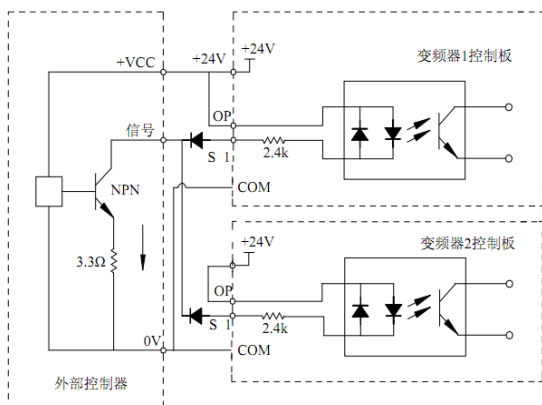 +VCC
+24V
+24V
变频器1控制板
OP
信号
S 1
2.4k
NPN
COM
3.3Ω
+24V
变频器2控制板
OP
S 1
2.4k
0V
COM
外部控制器